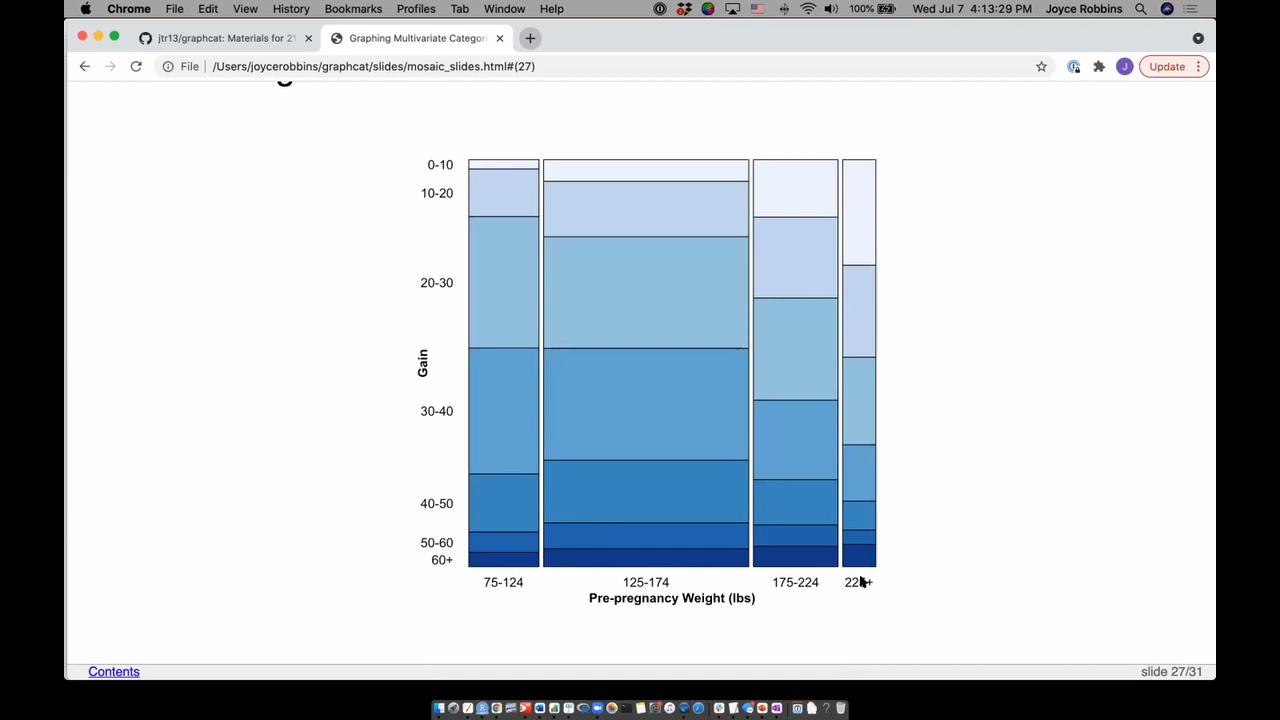 Chrome File Edit View History Bookmarks Profiles Tab Window Help 100% Wed Jul 7 4:13:29 PM Joyce Robbins
jtr13/graphcat: Materials for 21 Graphing Multivariate Categori
File /Users/joycerobbins/graphcat/slides/mosaic_slides.html#(27) J Update
0-10
10-20
20-30
Gain
30-40
40-50
50-60
60+
75-124 125-174 175-224
Pre-pregnancy Weight (lbs)
Contents slide 27/31